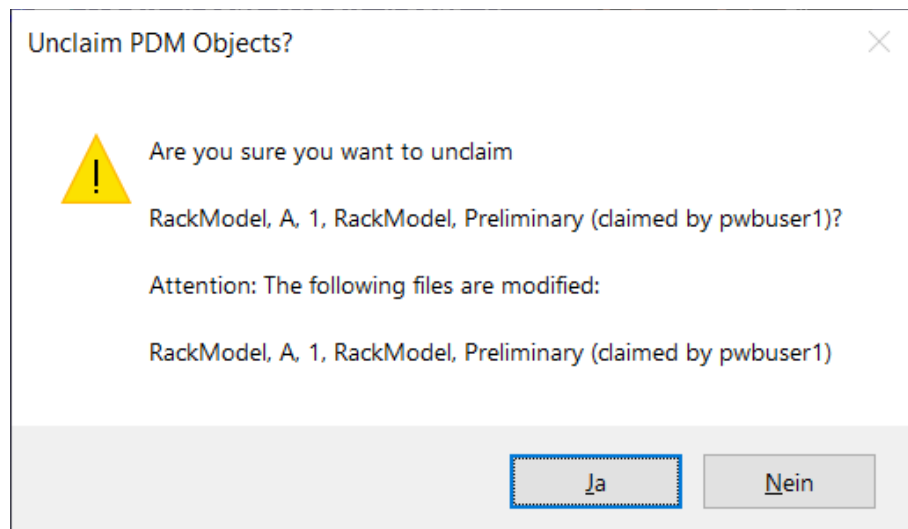 Unclaim PDM Objects?
!
Are you sure you want to unclaim
RackModel, A, 1, RackModel, Preliminary (claimed by pwbuser1)?
Attention: The following files are modified:
RackModel, A, 1, RackModel, Preliminary (claimed by pwbuser1)
Ja
Nein